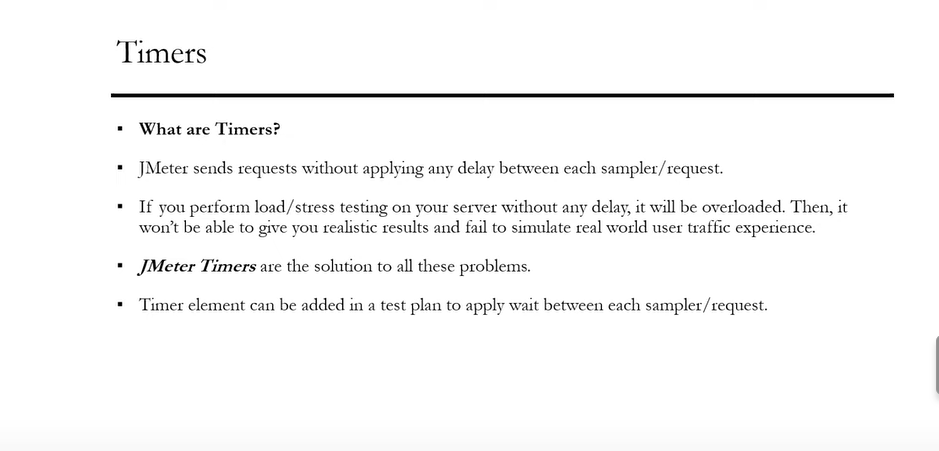 Timers
▪ What are Timers?
▪ JMeter sends requests without applying any delay between each sampler/request.
▪ If you perform load/stress testing on your server without any delay, it will be overloaded. Then, it
won’t be able to give you realistic results and fail to simulate real world user traffic experience.
▪ JMeter Timers are the solution to all these problems.
▪ Timer element can be added in a test plan to apply wait between each sampler/request.